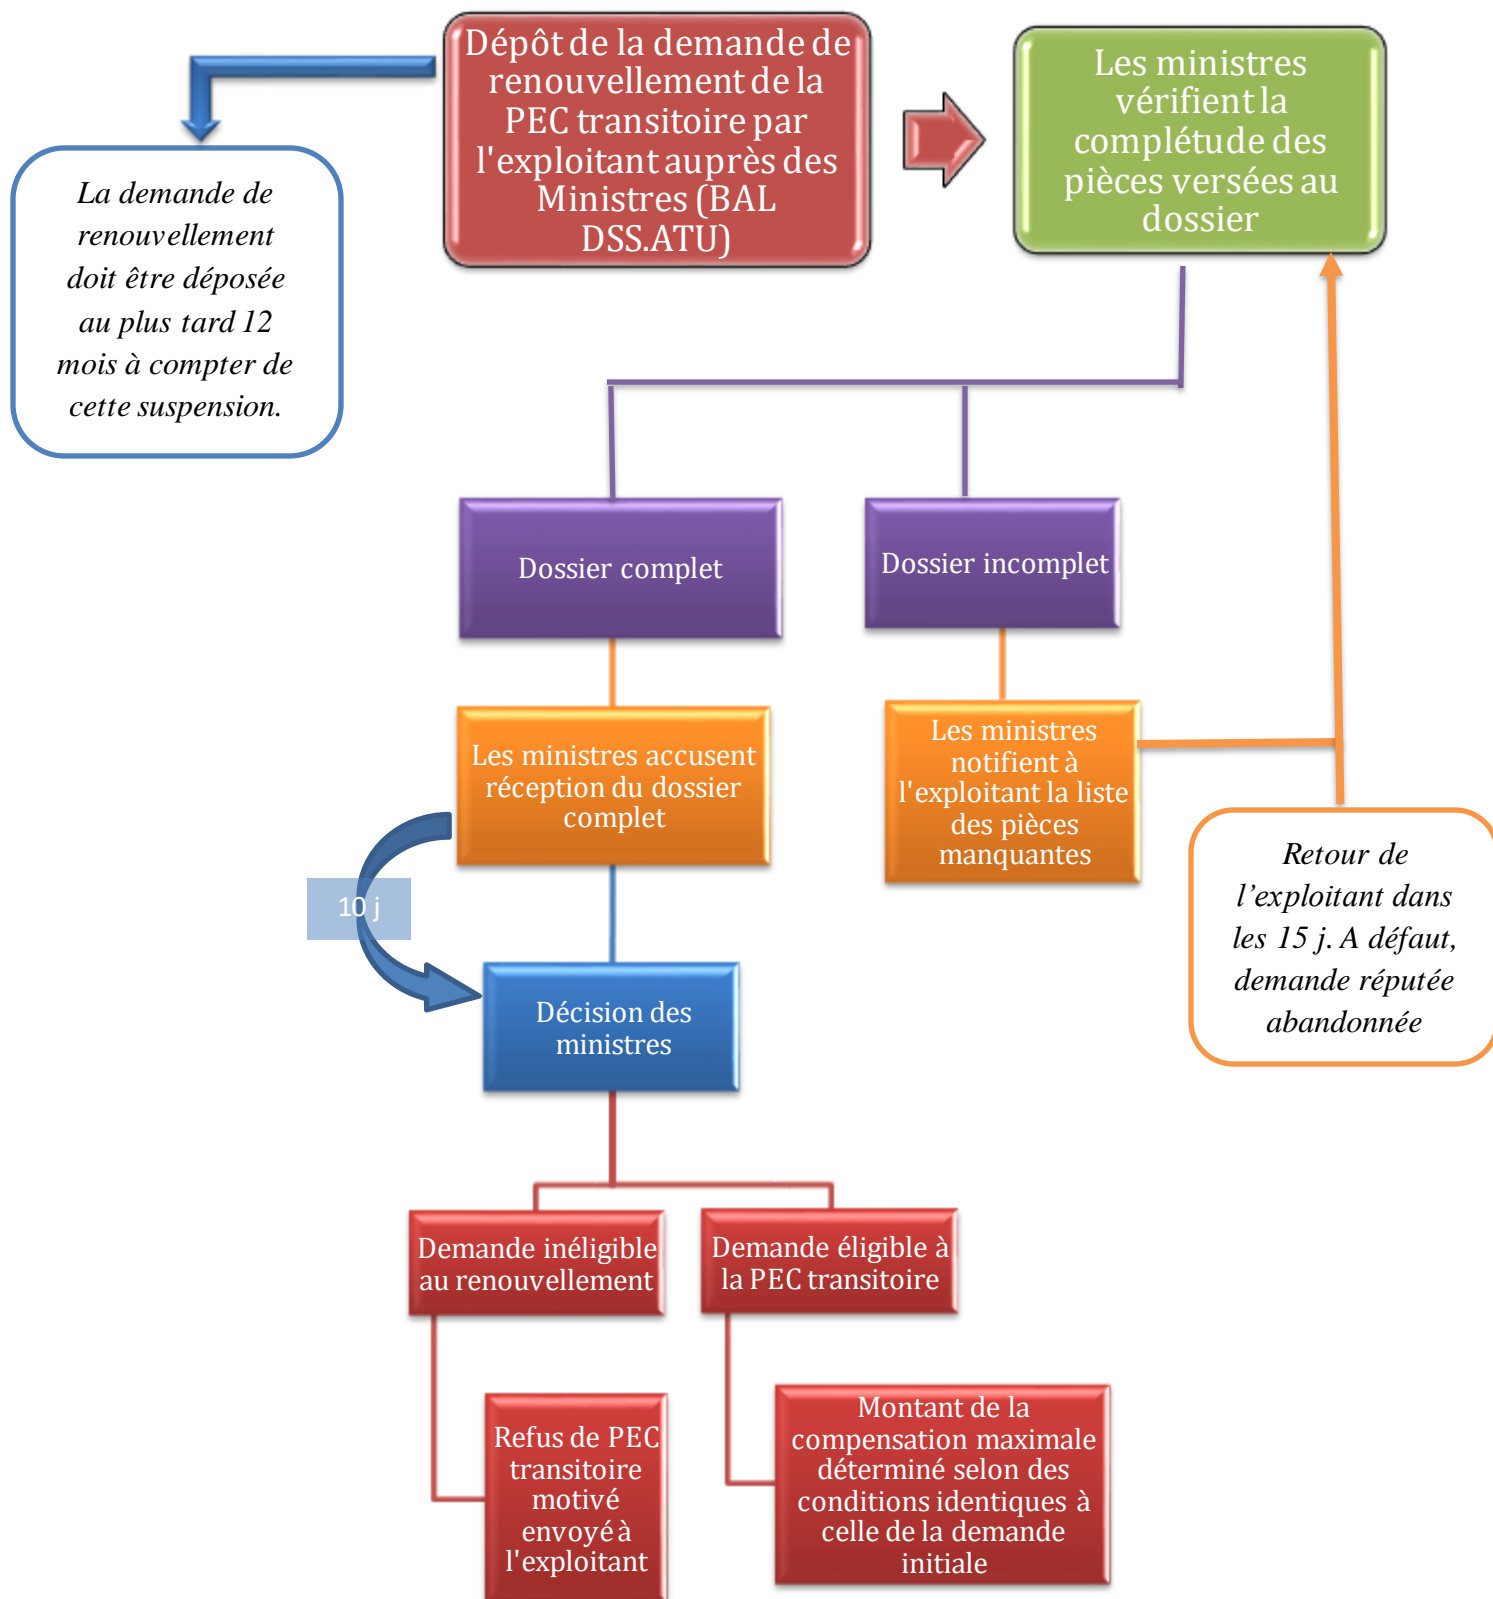 Dépôt de la demande de
renouvellement de la
PEC transitoire par
l'exploitant auprès des
Ministres (BAL
DSS.ATU)
Les ministres
vérifient la
complétude des
pièces versées au
dossier
La demande de
renouvellement
doit être déposée
au plus tard 12
mois à compter de
cette suspension.
Dossier complet
Dossier incomplet
Les ministres accusent
réception du dossier
complet
Les ministres
notifient à
l'exploitant la liste
des pièces
manquantes
Retour de
l’exploitant dans
les 15 j. A défaut,
demande réputée
abandonnée
10 j
Décision des
ministres
Demande inéligible
au renouvellement
Demande éligible à
la PEC transitoire
Refus de PEC
transitoire
motivé
envoyé à
l'exploitant
Montant de la
compensation maximale
déterminé selon des
conditions identiques à
celle de la demande
initiale